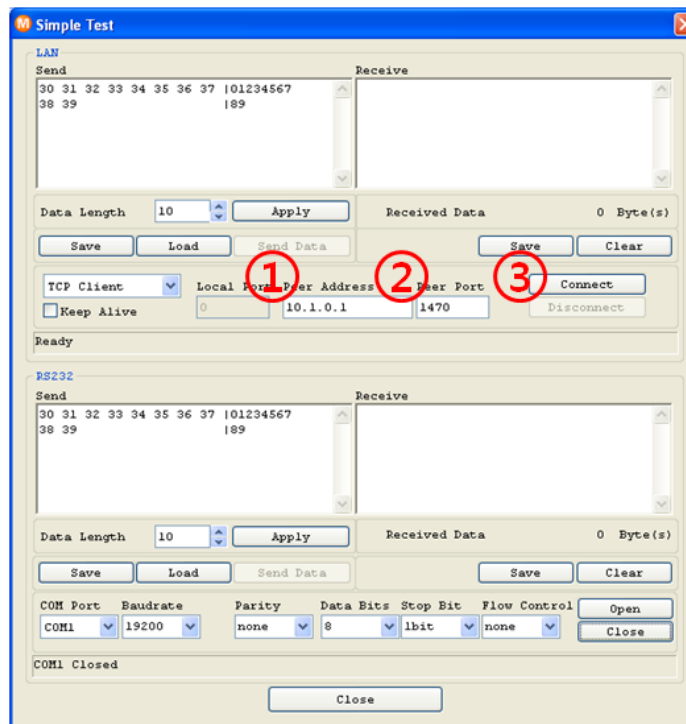 Simple Test
LAN
Send
Receive
30 31 32 33 34 35 36 37 |01234567
38 39 |89
Data Length 10 Apply
Received Data 0 Byte(s)
Save Load Send Data
Save Clear
TCP Client
Local Port ① Peer Address ② Peer Port ③ Connect
Keep Alive 0 10.1.0.1 1470 Disconnect
Ready
RS232
Send
Receive
30 31 32 33 34 35 36 37 |01234567
38 39 |89
Data Length 10 Apply
Received Data 0 Byte(s)
Save Load Send Data
Save Clear
COM Port Baudrate Parity Data Bits Stop Bit Flow Control Open
COM1 19200 none 8 1bit none Close
COM1 Closed
Close